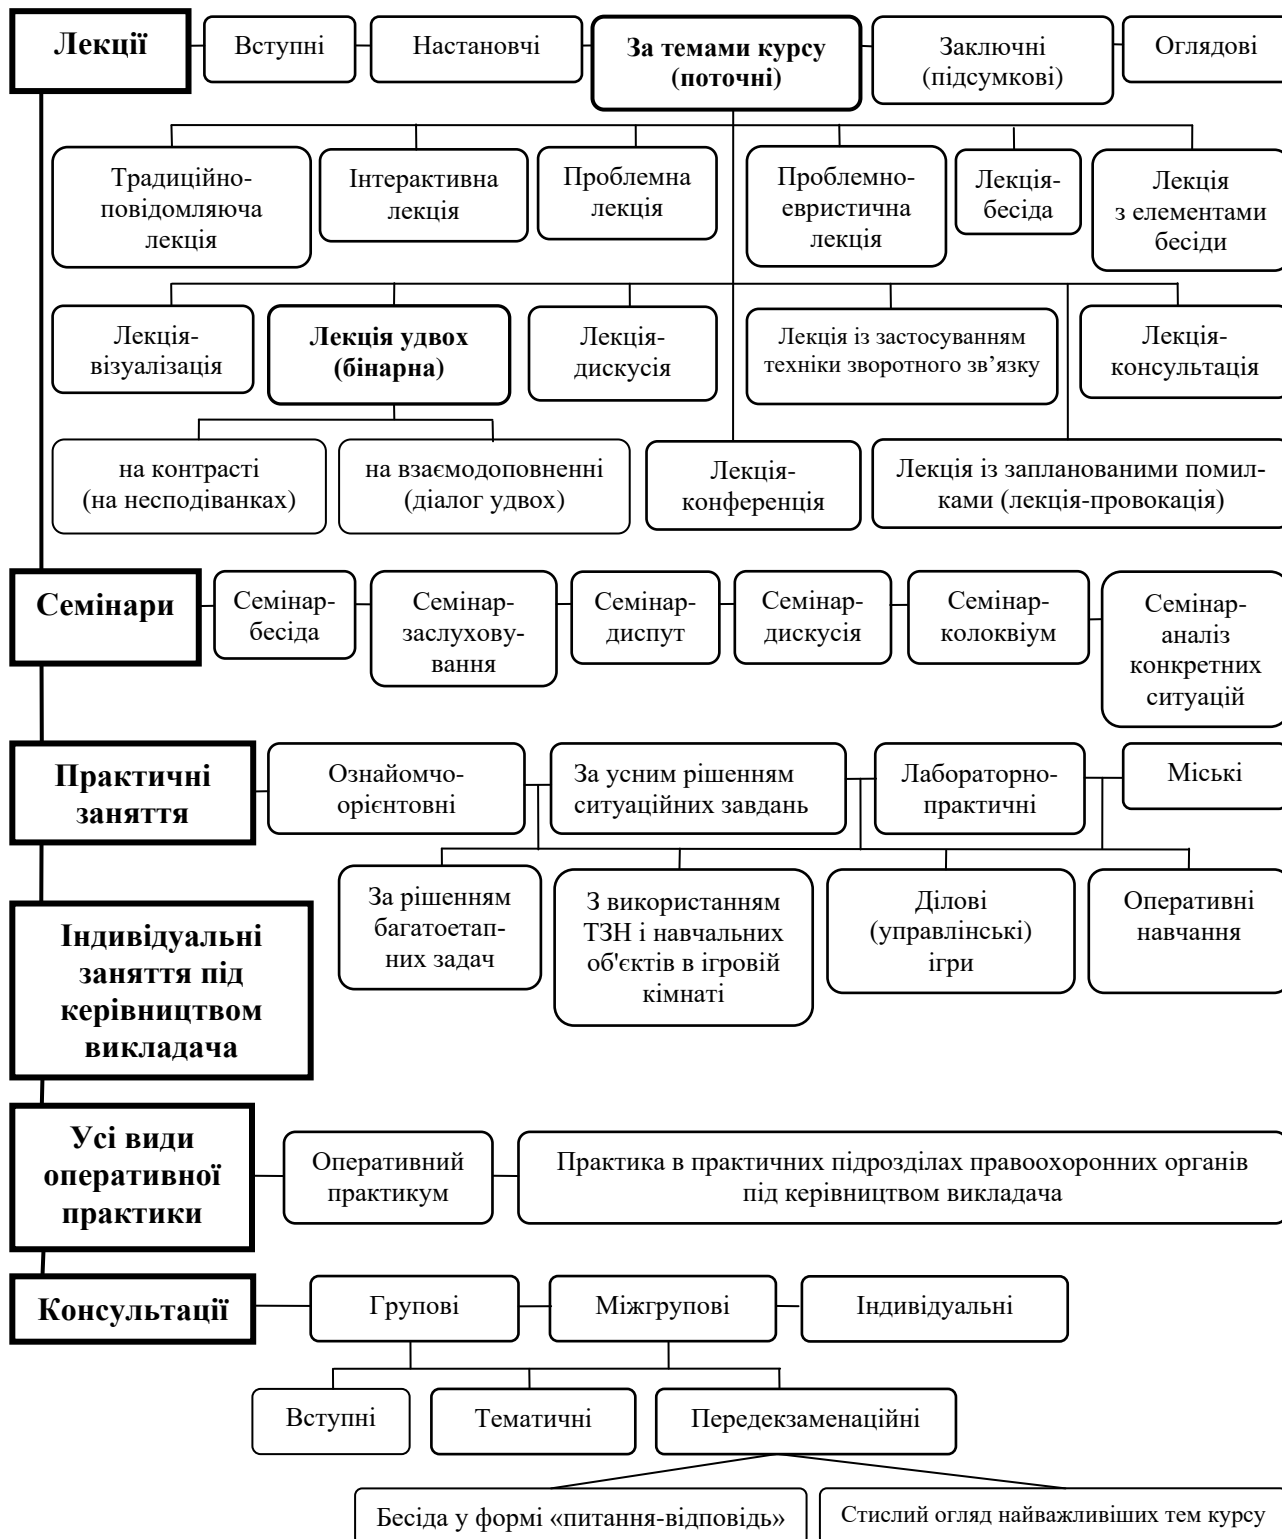 Лекції
Вступні
Настановчі
За темами курсу
(поточні)
Заключні
(підсумкові)
Оглядові
Традиційно-
повідомляюча
лекція
Інтерактивна
лекція
Проблемна
лекція
Проблемно-
евристична
лекція
Лекція-
бесіда
Лекція
з елементами
бесіди
Лекція-
візуалізація
Лекція удвох
(бінарна)
Лекція-
дискусія
Лекція із застосуванням
техніки зворотного зв’язку
Лекція-
консультація
на контрасті
(на несподіванках)
на взаємодоповненні
(діалог удвох)
Лекція-
конференція
Лекція із запланованими помил-
ками (лекція-провокація)
Семінари
Семінар-
бесіда
Семінар-
заслухову-
вання
Семінар-
диспут
Семінар-
дискусія
Семінар-
колоквіум
Семінар-
аналіз
конкретних
ситуацій
Практичні
заняття
Ознайомчо-
орієнтовні
За усним рішенням
ситуаційних завдань
Лабораторно-
практичні
Міські
За рішенням
багатоетап-
них задач
З використанням
ТЗН і навчальних
об'єктів в ігровій
кімнаті
Ділові
(управлінські)
ігри
Оперативні
навчання
Індивідуальні
заняття під
керівництвом
викладача
Усі види
оперативної
практики
Оперативний
практикум
Практика в практичних підрозділах правоохоронних органів
під керівництвом викладача
Консультації
Групові
Міжгрупові
Індивідуальні
Вступні
Тематичні
Передекзаменаційні
Бесіда у формі «питання-відповідь»
Стислий огляд найважливіших тем курсу